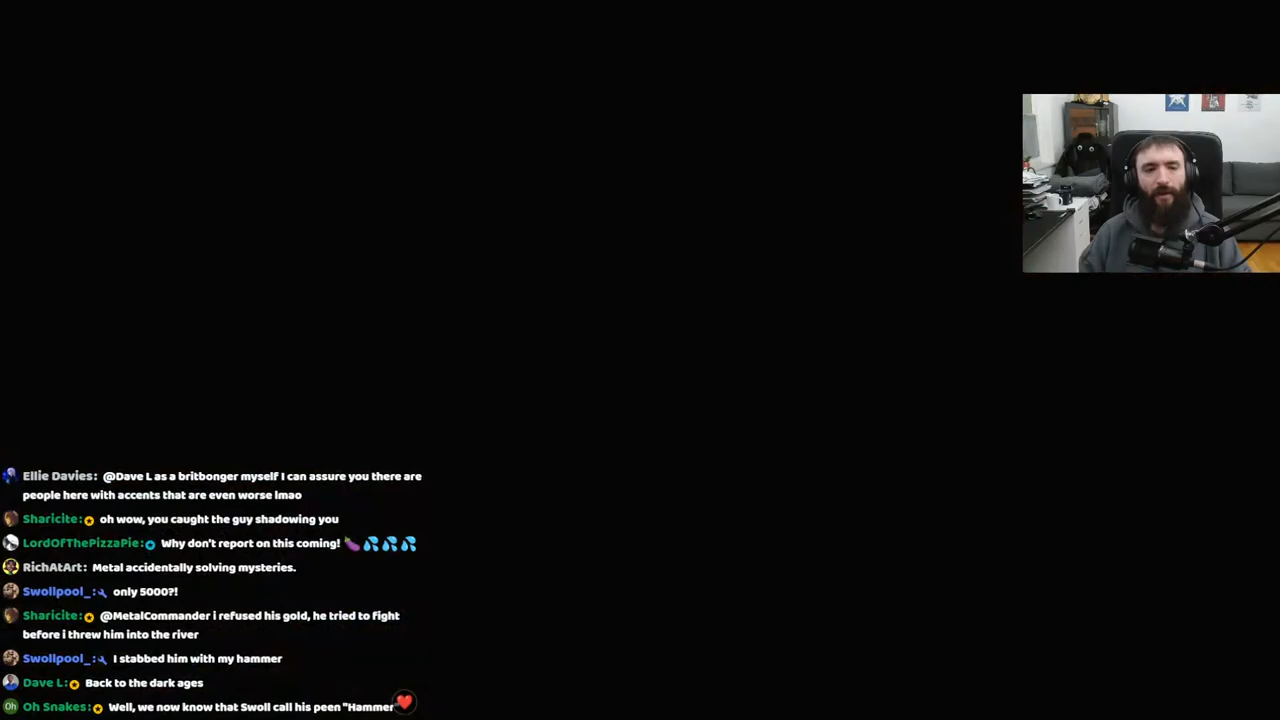 Ellie Davies: @Dave L as a britbonger myself I can assure you there are
people here with accents that are even worse lmao
Sharicite: oh wow, you caught the guy shadowing you
LordOfThePizzaPie: Why don't report on this coming! 🍆💦💦💦
RichAtArt: Metal accidentally solving mysteries.
Swollpool_: only 5000?!
Sharicite: @MetalCommander i refused his gold, he tried to fight
before i threw him into the river
Swollpool_: I stabbed him with my hammer
Dave L: Back to the dark ages
Oh Oh Snakes: Well, we now know that Swoll call his peen "Hammer"